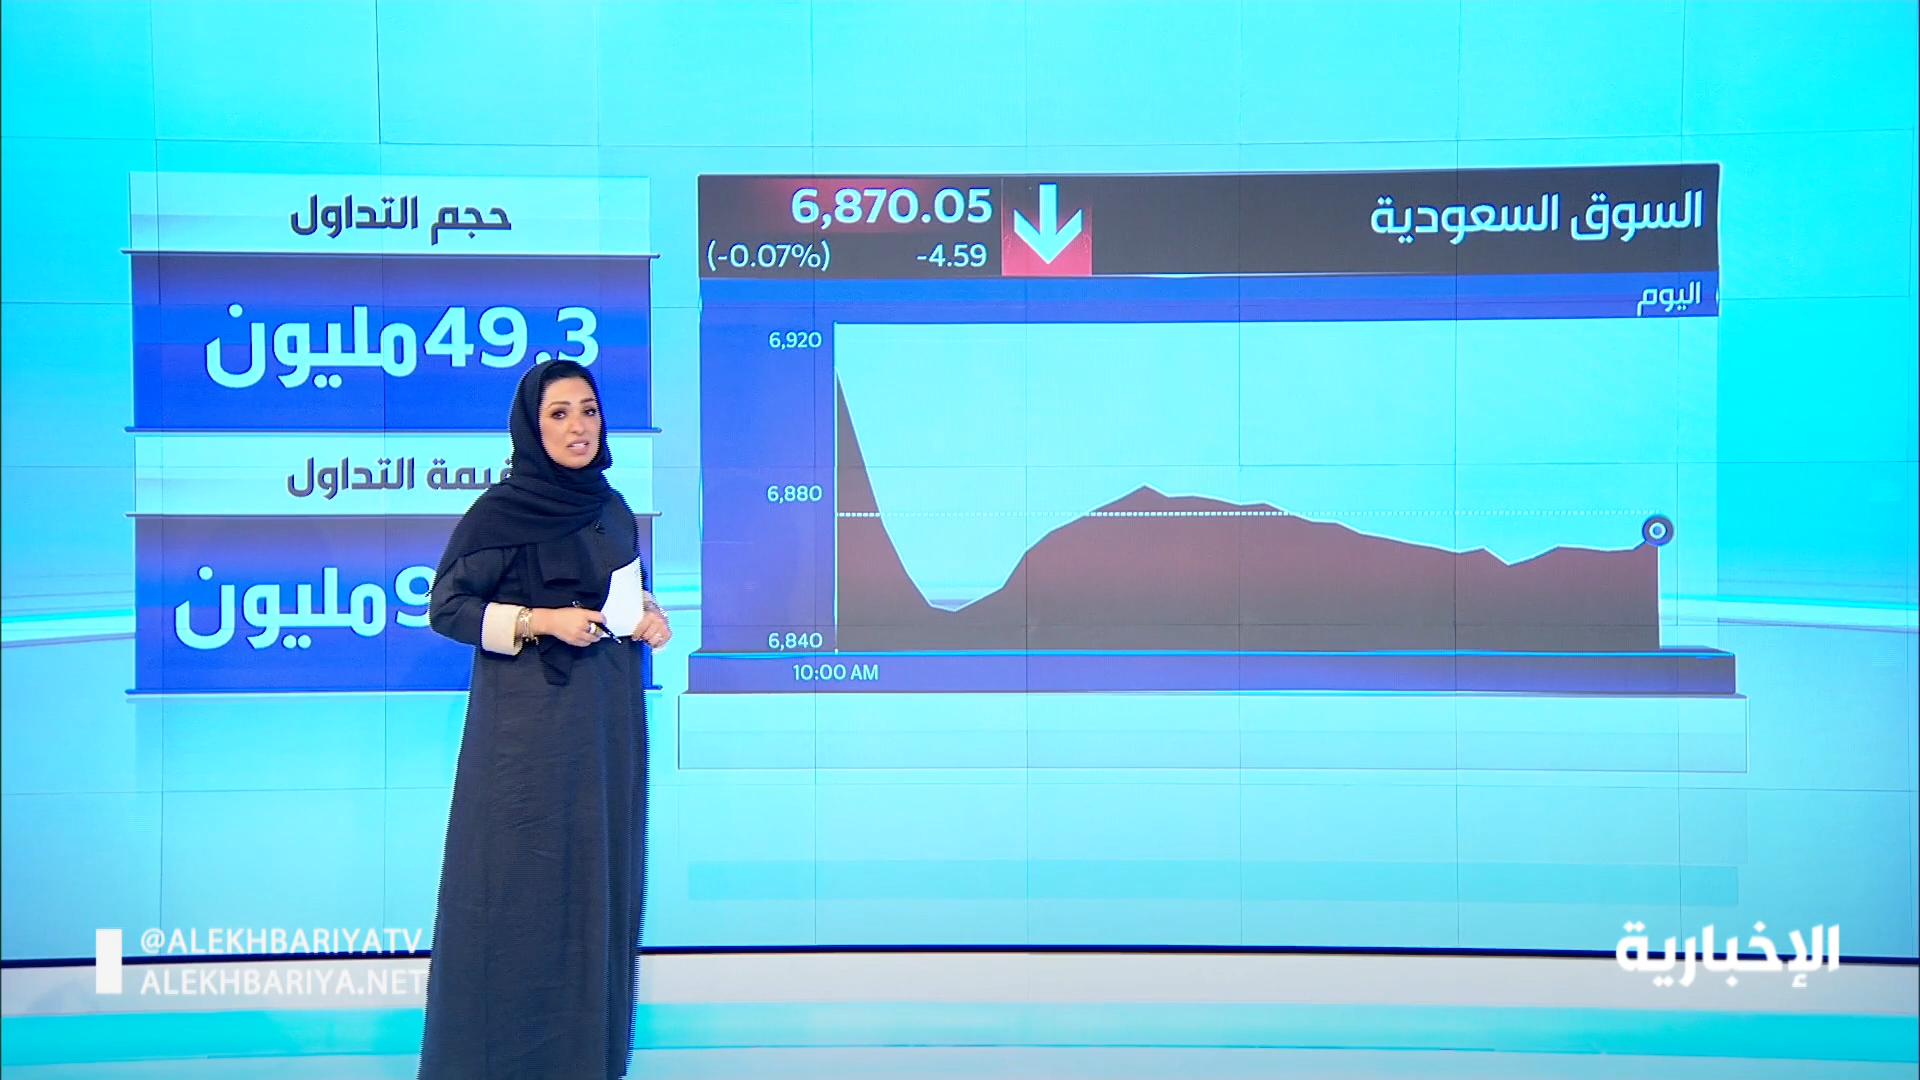 السوق السعودية
6,870.05
-4.59
(-0.07%)
اليوم
6,920
6,880
6,840
10:00 AM
حجم التداول
49.3مليون
التداول
مليون
@ALEKHBARIYATV
ALEKHBARIYA.NET
الإخبارية